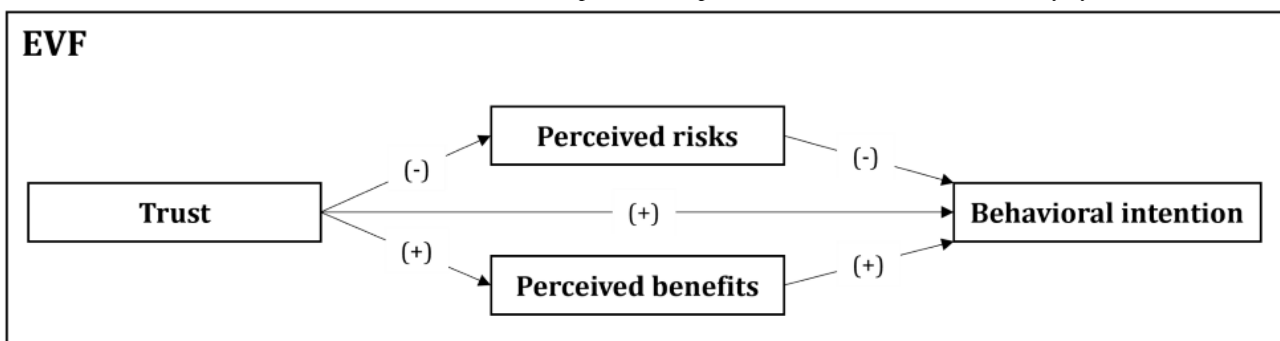 EVF
Perceived risks
(-)
(-)
Trust
(+)
Behavioral intention
(+)
(+)
Perceived benefits